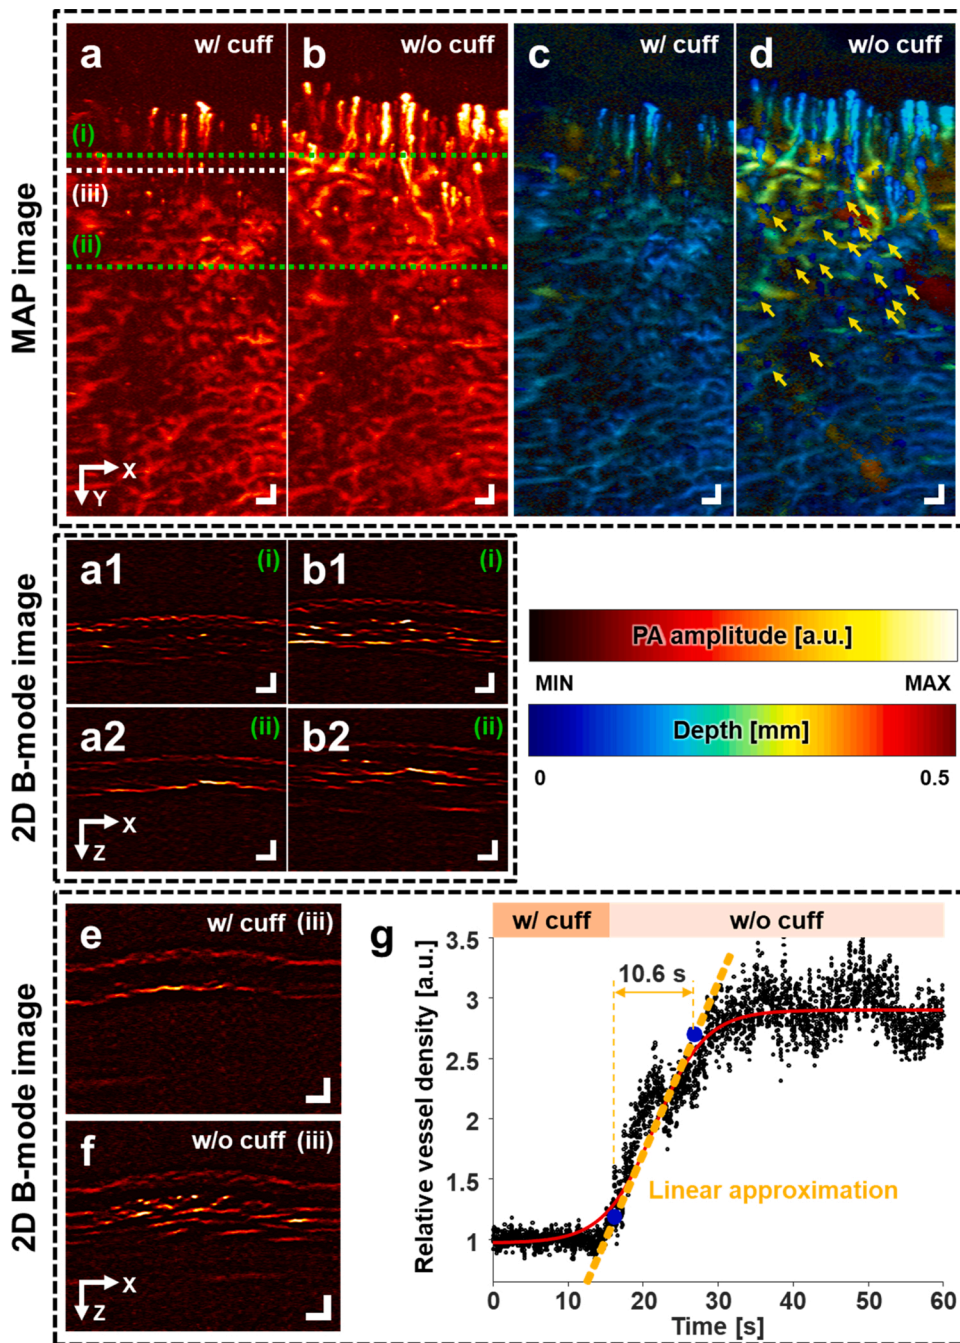 MAP image
a
w/ cuff
b
w/o cuff
c
w/ cuff
d
w/o cuff
(i)
(iii)
(ii)
X
Y
2D B-mode image
a1
(i)
b1
(i)
a2
(ii)
b2
(ii)
X
Z
PA amplitude [a.u.]
MIN
MAX
Depth [mm]
0
0.5
2D B-mode image
e
w/ cuff (iii)
f
w/o cuff (iii)
X
Z
g
w/ cuff
w/o cuff
Relative vessel density [a.u.]
3.5
3
2.5
2
1.5
1
10.6 s
Linear approximation
0
10
20
30
40
50
60
Time [s]